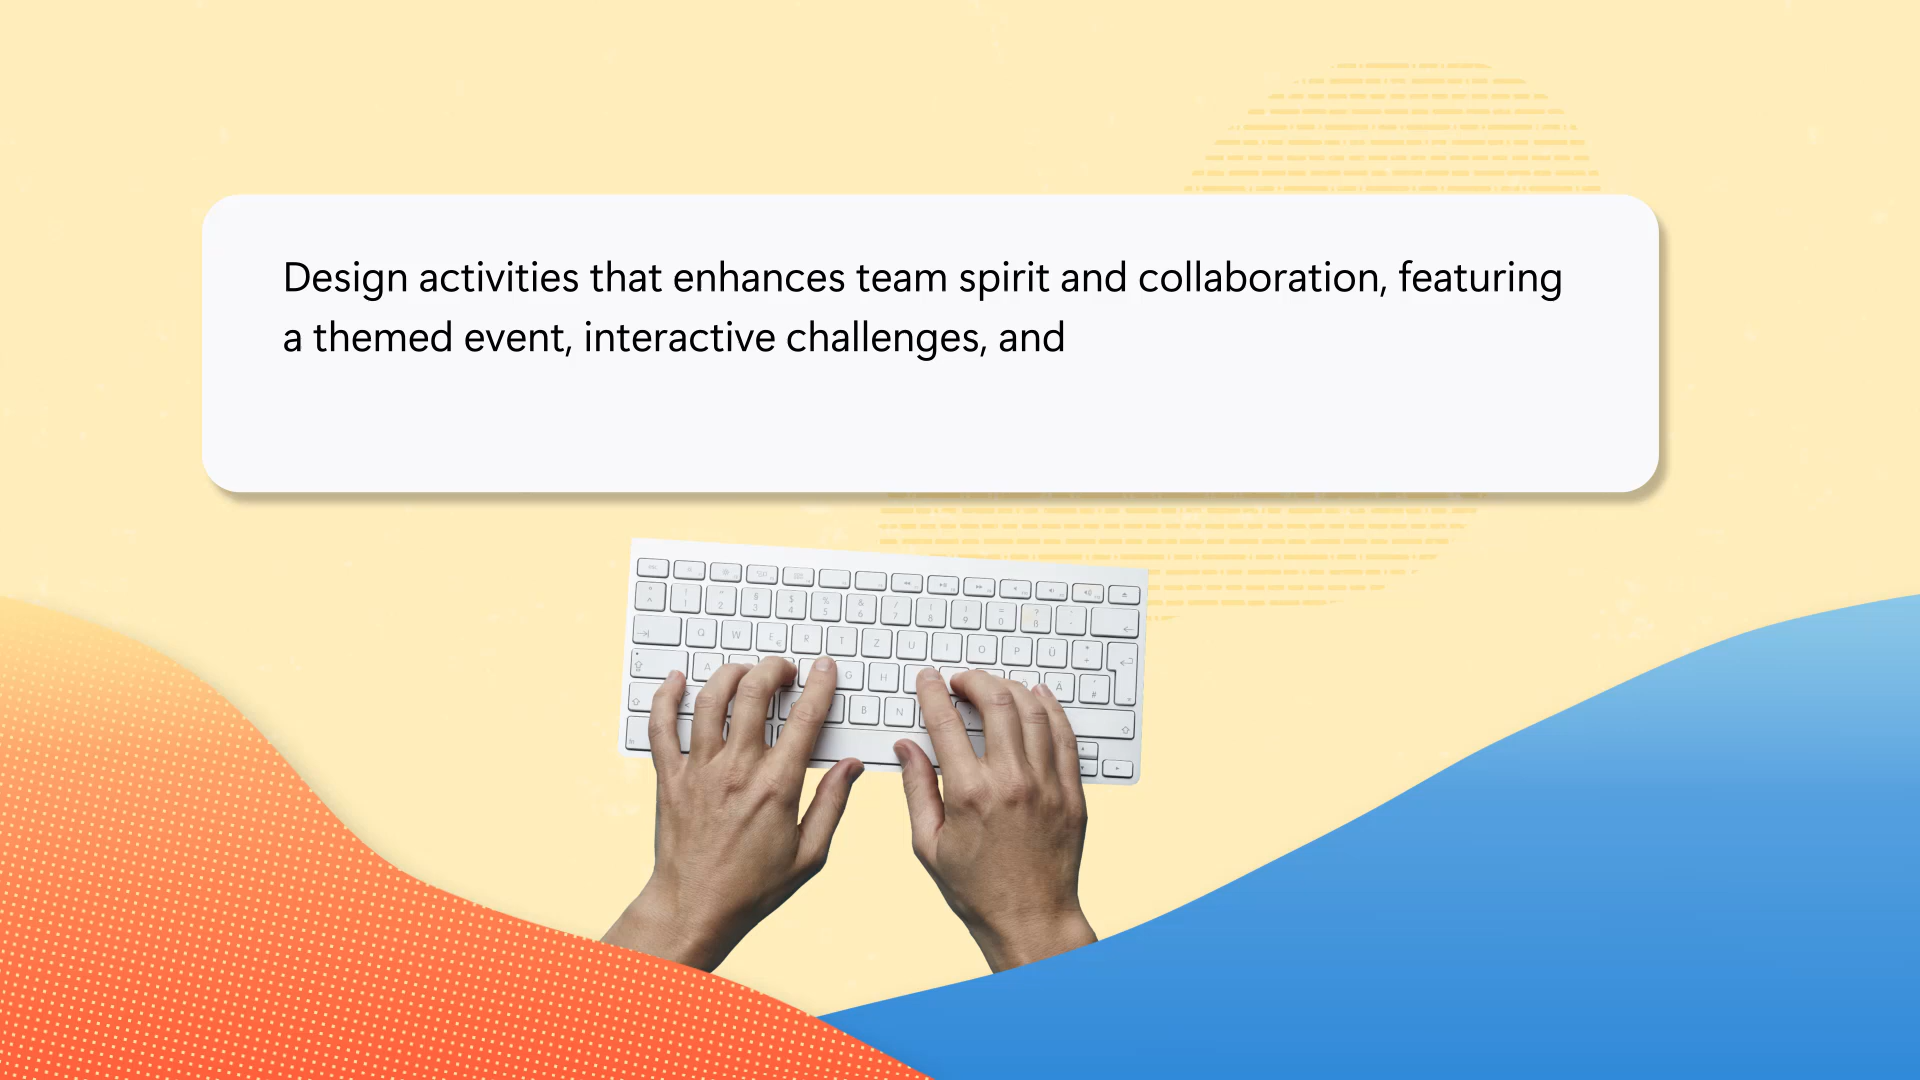 Design activities that enhances team spirit and collaboration, featuring
a themed event, interactive challenges, and